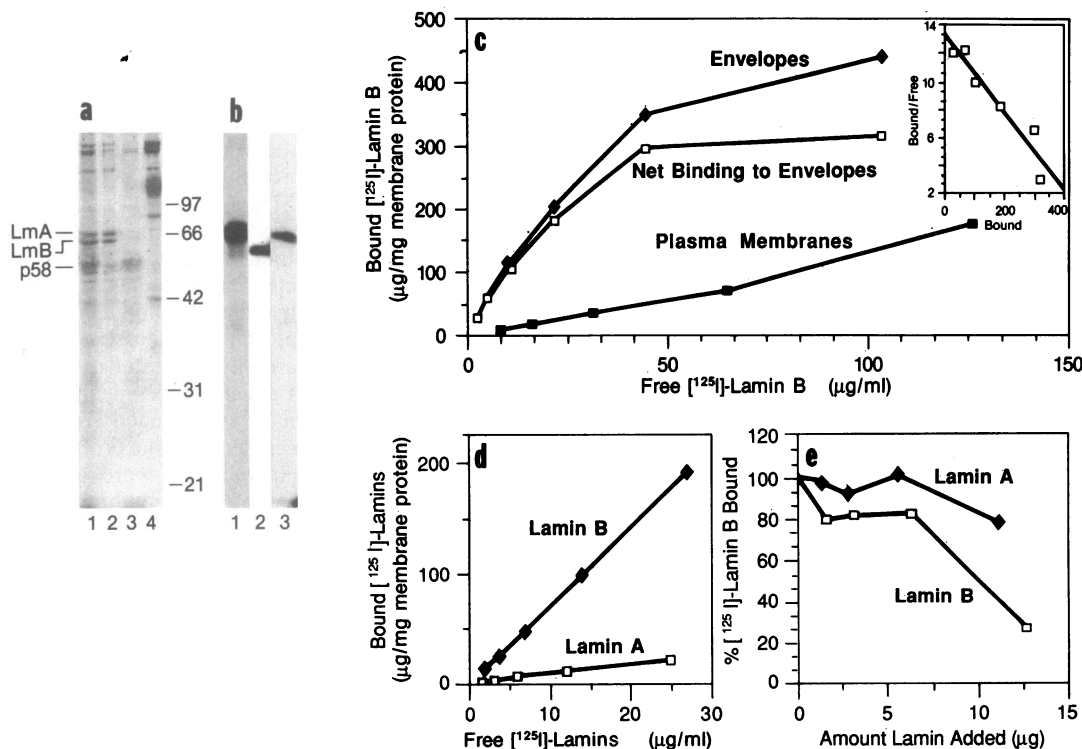 a
LmA
LmB
p58
−97
−66
−42
−31
−21
1 2 3 4
b
1 2 3
c
500
400
300
200
100
0
0 50 100 150
Bound [¹²⁵I]-Lamin B
(µg/mg membrane protein)
Free [¹²⁵I]-Lamin B (µg/ml)
Envelopes
Net Binding to Envelopes
Plasma Membranes
14
10
6
2
Bound/Free
0 200 400
Bound
d
200
100
0
0 10 20 30
Bound [¹²⁵I]-Lamins
(µg/mg membrane protein)
Free [¹²⁵I]-Lamins (µg/ml)
Lamin B
Lamin A
e
120
100
80
60
40
20
0
0 5 10 15
% [¹²⁵I]-Lamin B Bound
Amount Lamin Added (µg)
Lamin A
Lamin B